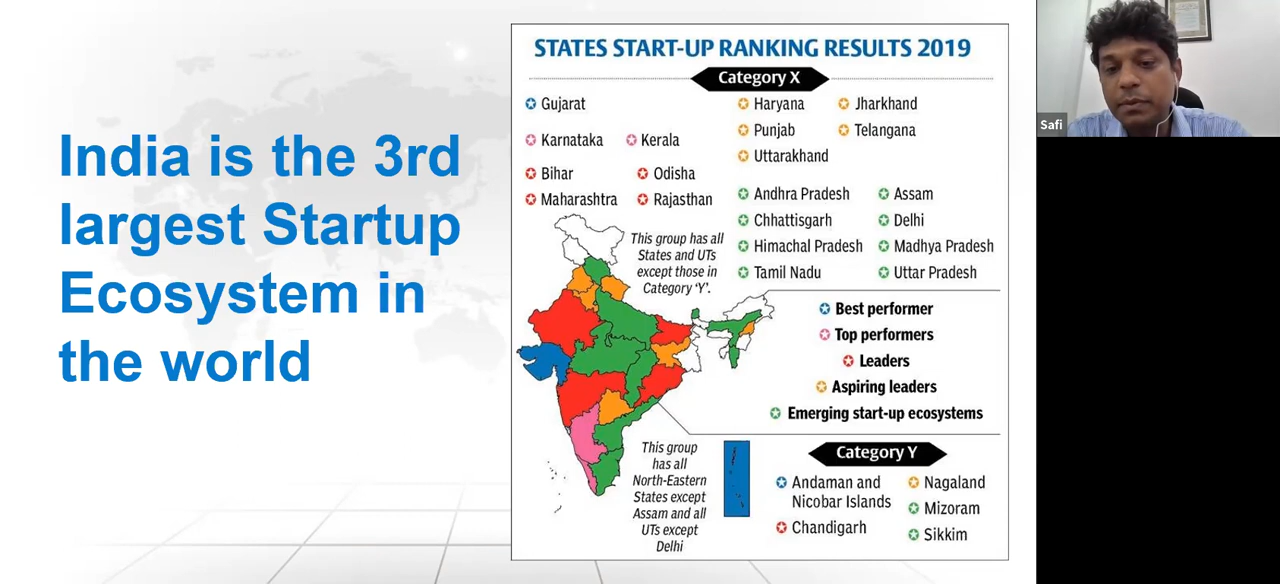 India is the 3rd
largest Startup
Ecosystem in
the world
STATES START-UP RANKING RESULTS 2019
Category X
Gujarat
Karnataka Kerala
Bihar Odisha
Maharashtra Rajasthan
Haryana Jharkhand
Punjab Telangana
Uttarakhand
Andhra Pradesh Assam
Chhattisgarh Delhi
Himachal Pradesh Madhya Pradesh
Tamil Nadu Uttar Pradesh
This group has all
States and UTs
except those in
Category ‘Y’.
Best performer
Top performers
Leaders
Aspiring leaders
Emerging start-up ecosystems
This group
has all
North-Eastern
States except
Assam and all
UTs except
Delhi
Category Y
Andaman and
Nicobar Islands
Chandigarh
Nagaland
Mizoram
Sikkim
Safi